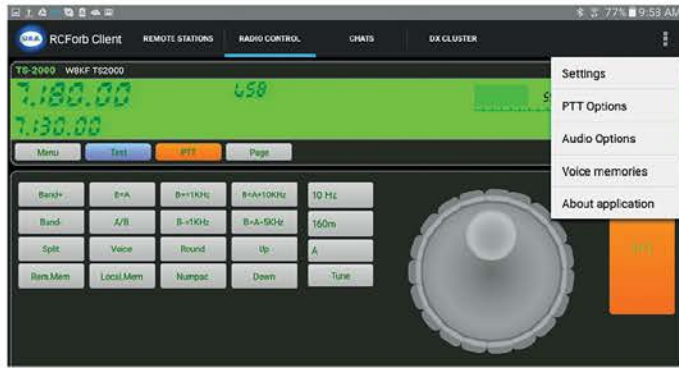 77% 9:53 AM
RCForb Client REMOTE STATIONS RADIO CONTROL CHATS DX CLUSTER
TS-2000 W8KF TS2000
7.180.00 USB
7.130.00
Menu Text PTT Page
Settings
PTT Options
Audio Options
Voice memories
About application
Band+ B=A B=+1KHz B=A+10KHz 10 Hz
Band- A/B B-+1KHz B=A-5KHz 160m
Split Voice Round Up A
Rem.Mem Local.Mem Numpac Down Tune